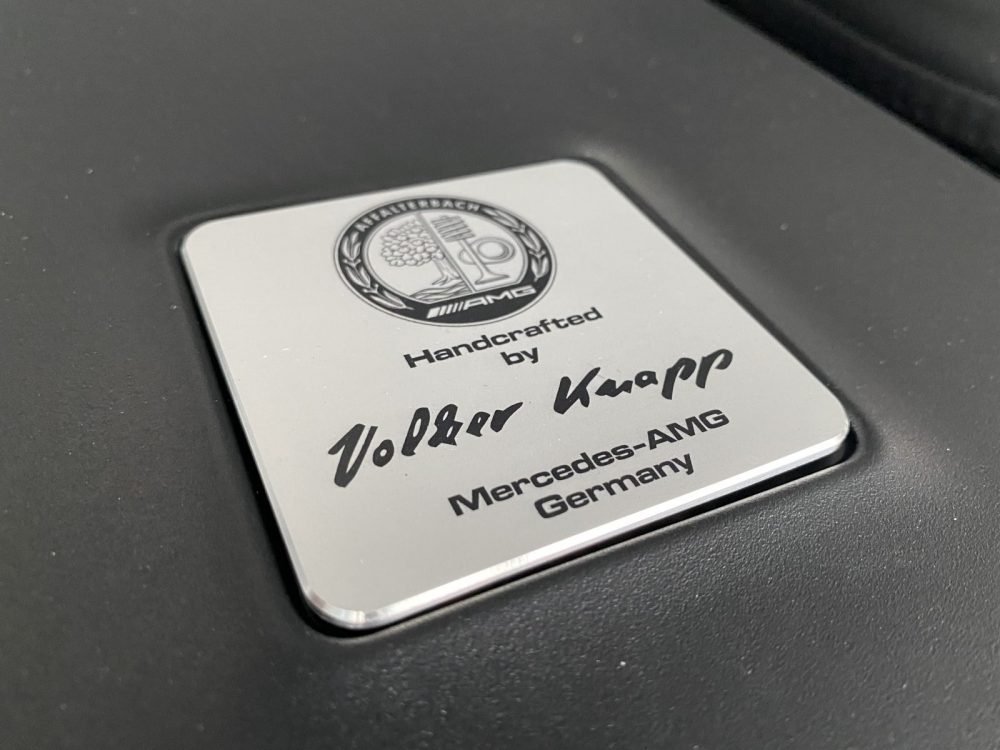 AFFALTERBACH
AMG
Handcrafted
by
Volker Knapp
Mercedes-AMG
Germany